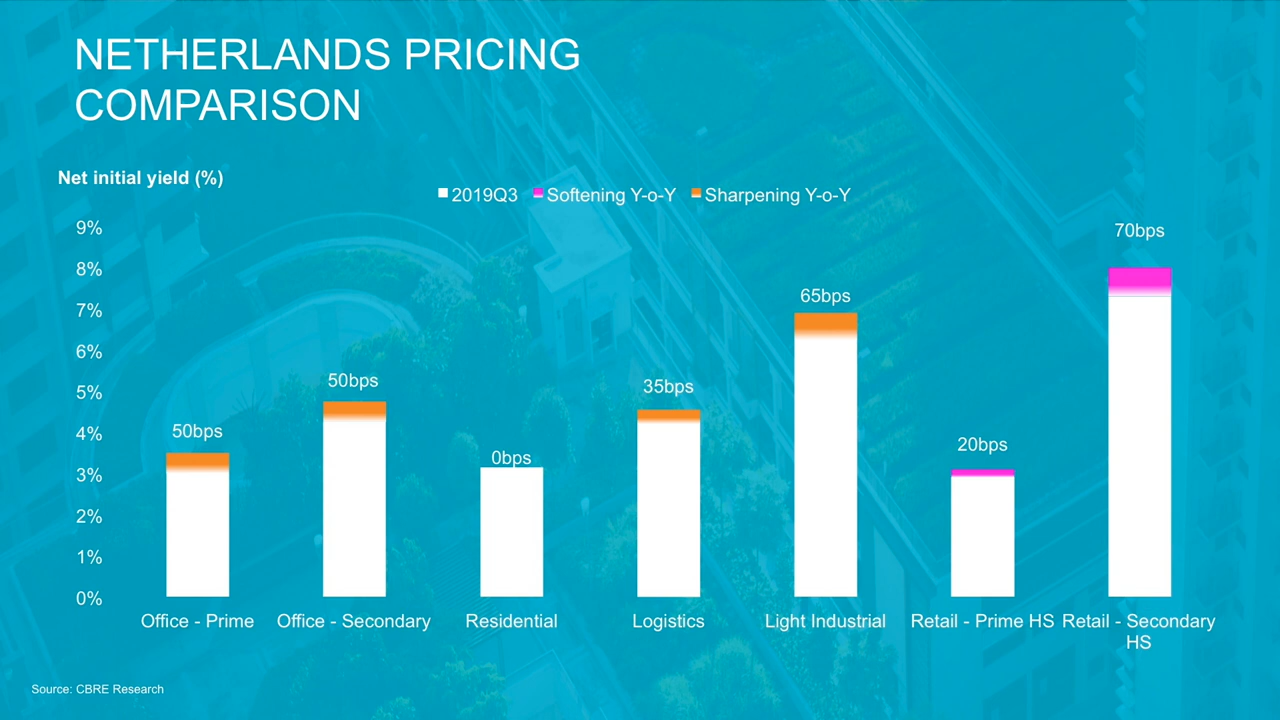 NETHERLANDS PRICING
COMPARISON
Net initial yield (%)
2019Q3 Softening Y-o-Y Sharpening Y-o-Y
9%
8%
7%
6%
5%
4%
3%
2%
1%
0%
50bps
50bps
0bps
35bps
65bps
20bps
70bps
Office - Prime
Office - Secondary
Residential
Logistics
Light Industrial
Retail - Prime HS
Retail - Secondary
HS
Source: CBRE Research